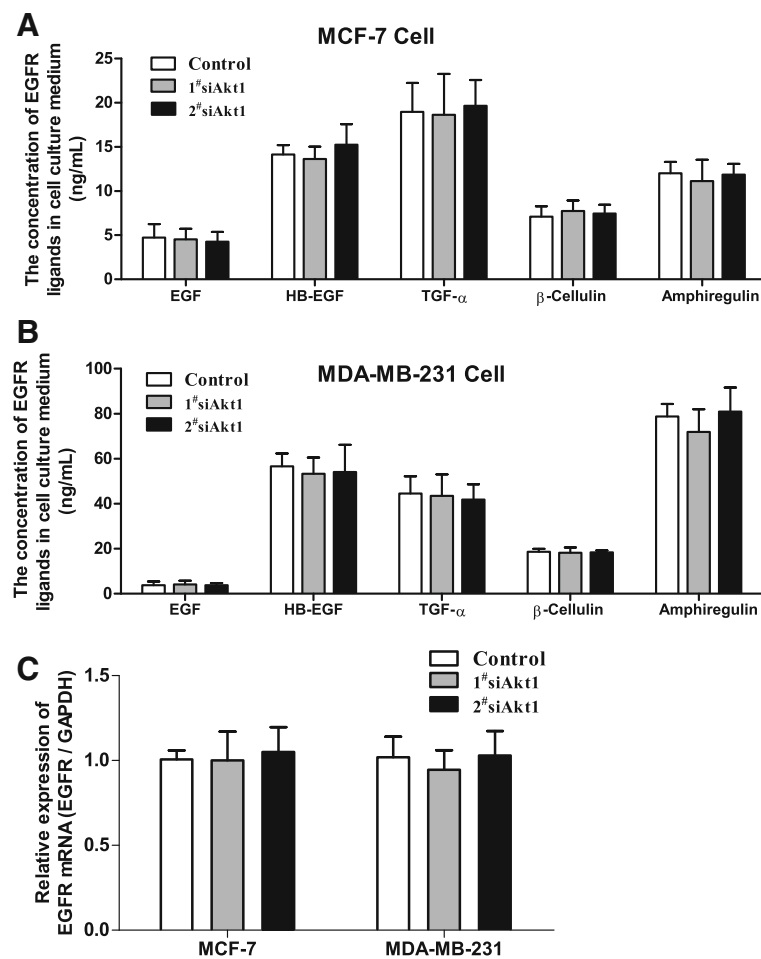 A
MCF-7 Cell
The concentration of EGFR
ligands in cell culture medium
(ng/mL)
25
20
15
10
5
0
Control
1#siAkt1
2#siAkt1
EGF
HB-EGF
TGF-α
β-Cellulin
Amphiregulin
B
MDA-MB-231 Cell
The concentration of EGFR
ligands in cell culture medium
(ng/mL)
100
80
60
40
20
0
Control
1#siAkt1
2#siAkt1
EGF
HB-EGF
TGF-α
β-Cellulin
Amphiregulin
C
Relative expression of
EGFR mRNA (EGFR / GAPDH)
1.5
1.0
0.5
0.0
Control
1#siAkt1
2#siAkt1
MCF-7
MDA-MB-231